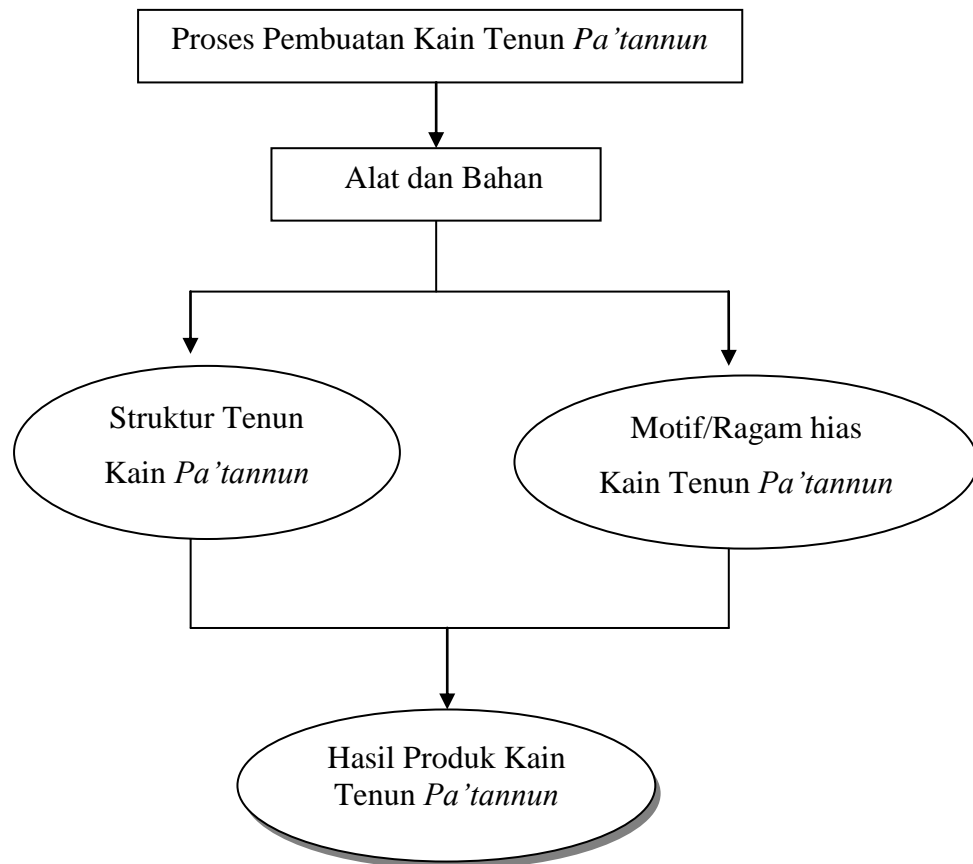 Proses Pembuatan Kain Tenun Pa’tannun
Alat dan Bahan
Struktur Tenun
Kain Pa’tannun
Motif/Ragam hias
Kain Tenun Pa’tannun
Hasil Produk Kain
Tenun Pa’tannun